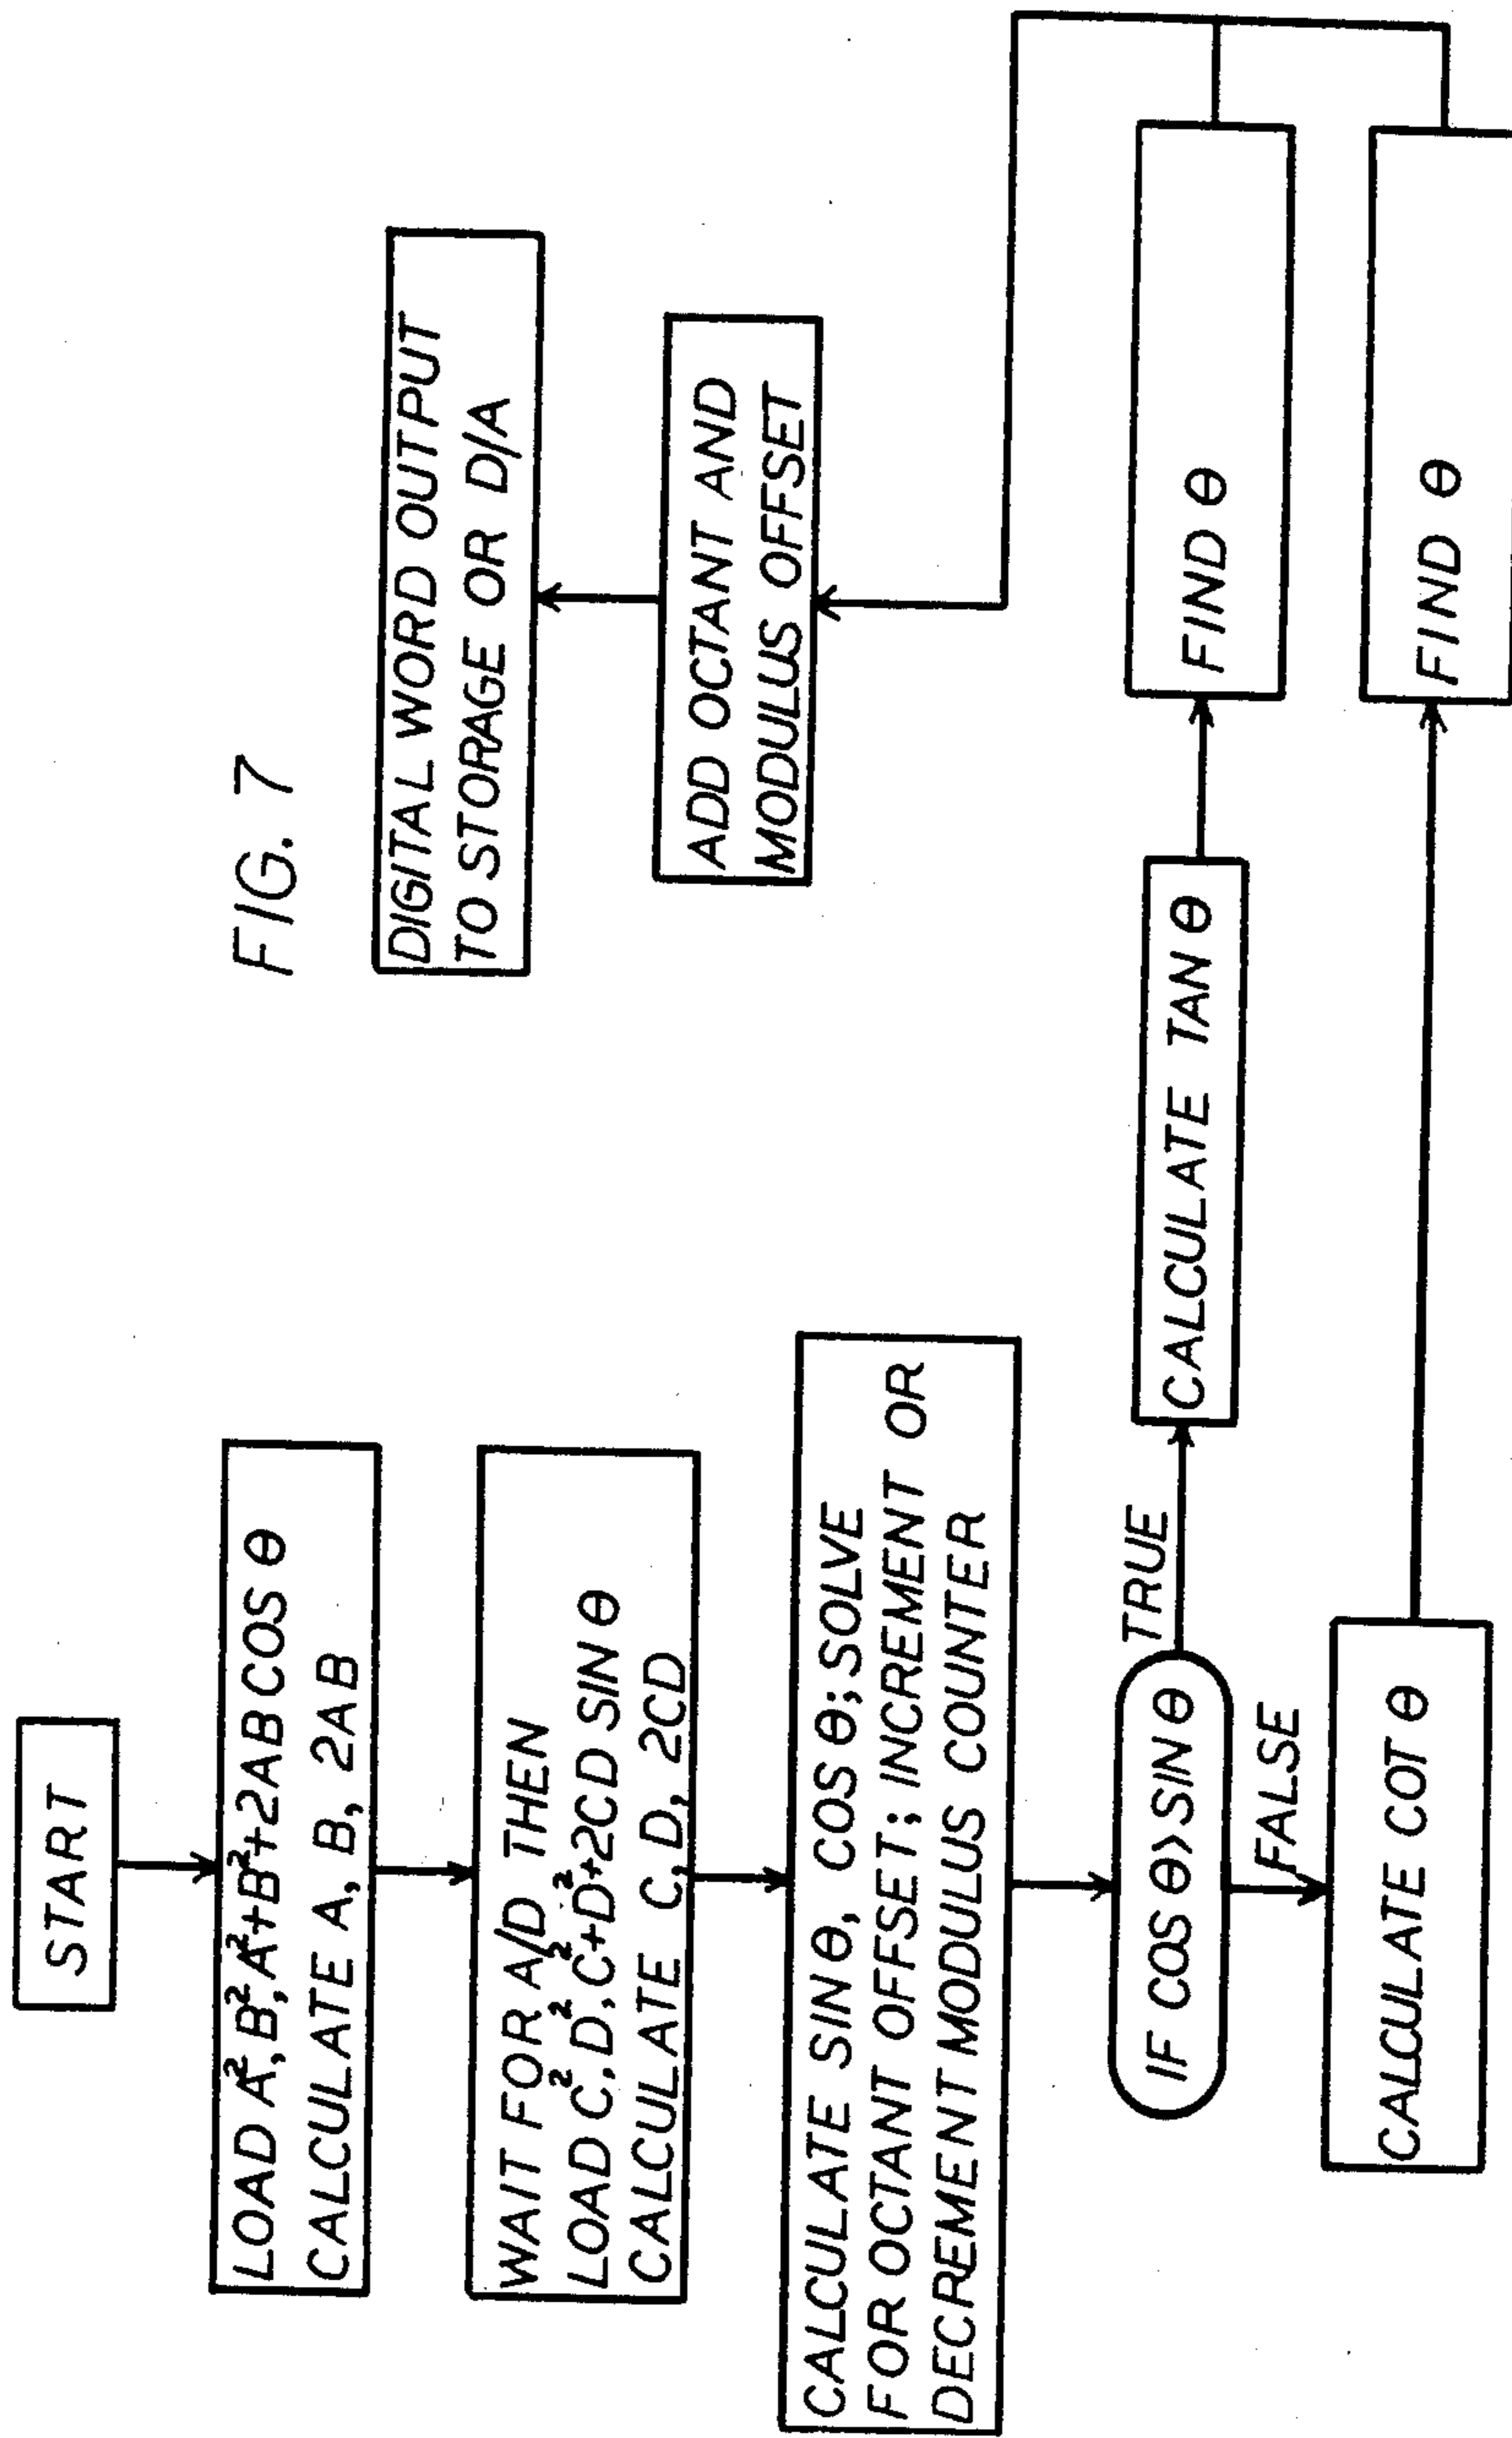 FIG. 7
START
LOAD A²,B²,A²+B²+2AB COS θ
CALCULATE A, B, 2AB
WAIT FOR A/D THEN
LOAD C²,D²,C²+D²+2CD SIN θ
CALCULATE C,D, 2CD
CALCULATE SIN θ, COS θ; SOLVE
FOR OCTANT OFFSET; INCREMENT OR
DECREMENT MODULUS COUNTER
IF COS θ>SIN θ
TRUE
FALSE
CALCULATE TAN θ
FIND θ
CALCULATE COT θ
FIND θ
ADD OCTANT AND
MODULUS OFFSET
DIGITAL WORD OUTPUT
TO STORAGE OR D/A